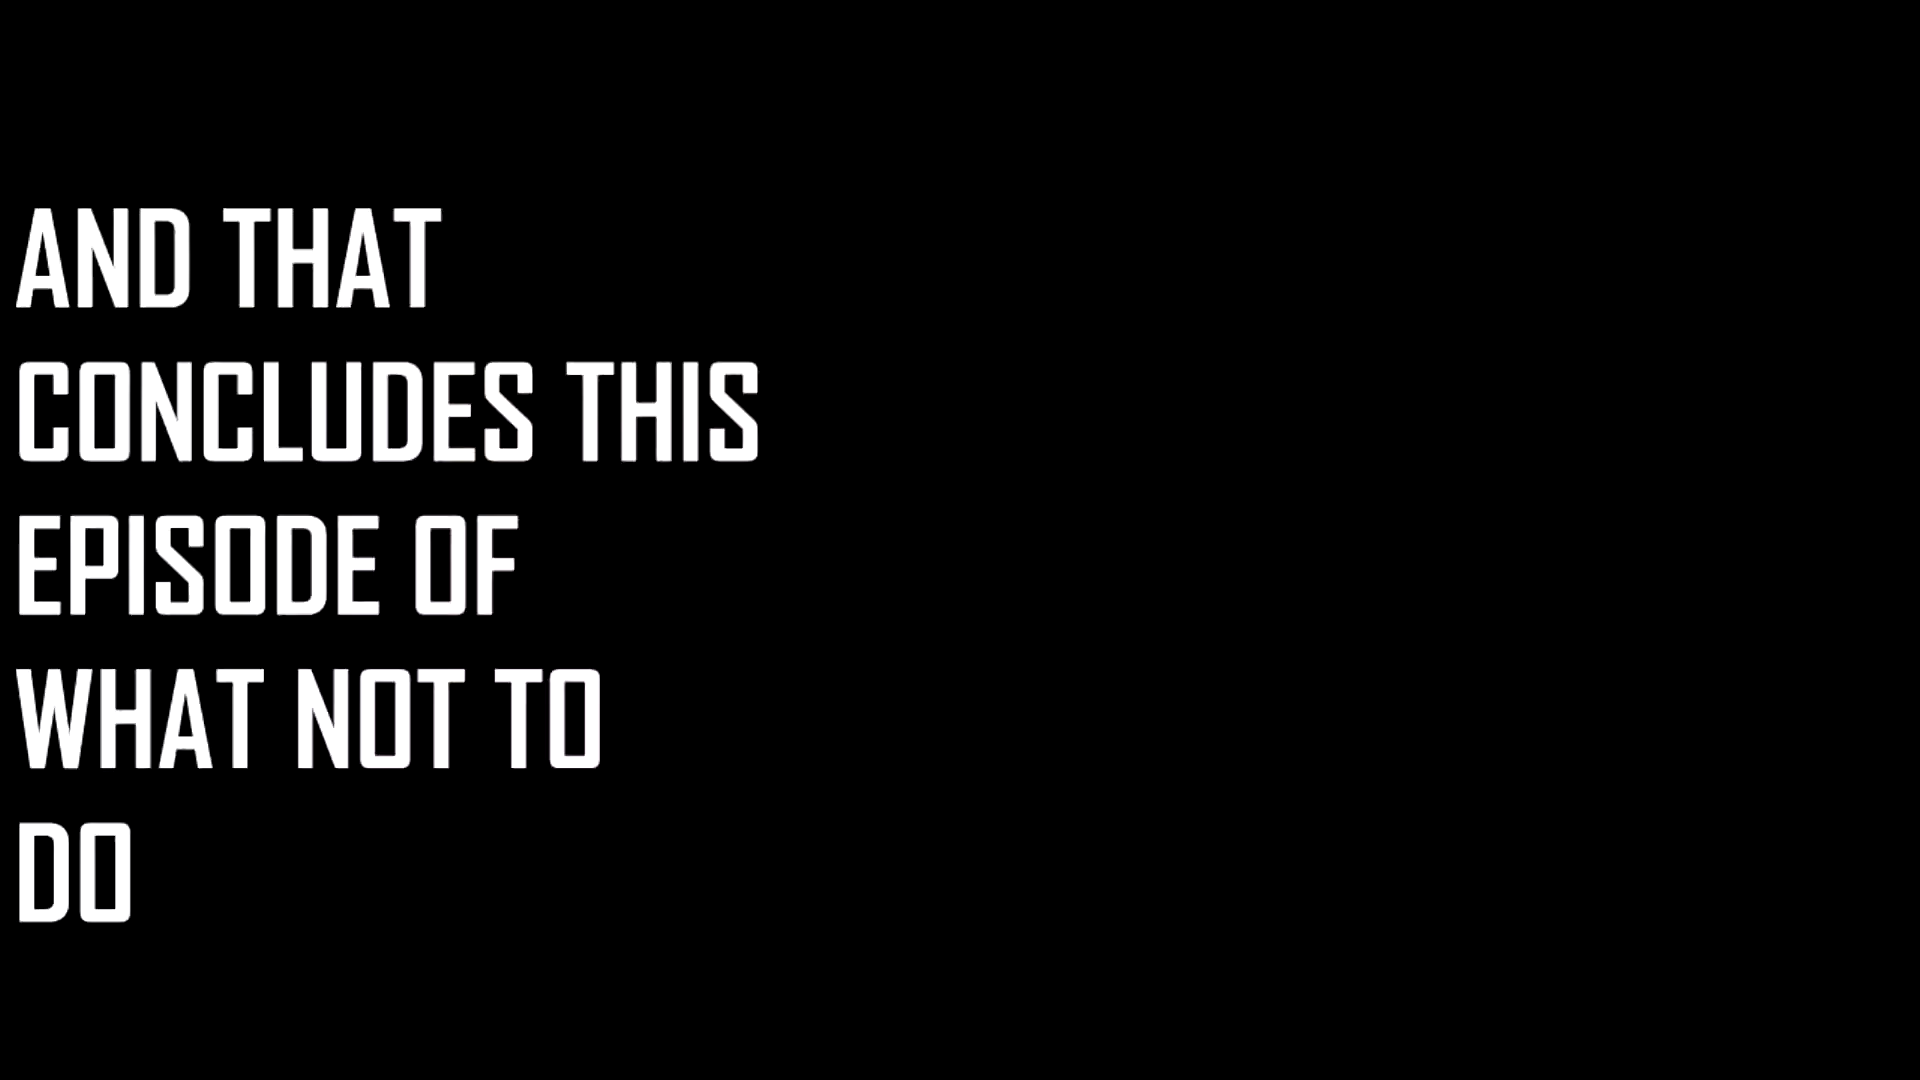 AND THAT
CONCLUDES THIS
EPISODE OF
WHAT NOT TO
DO